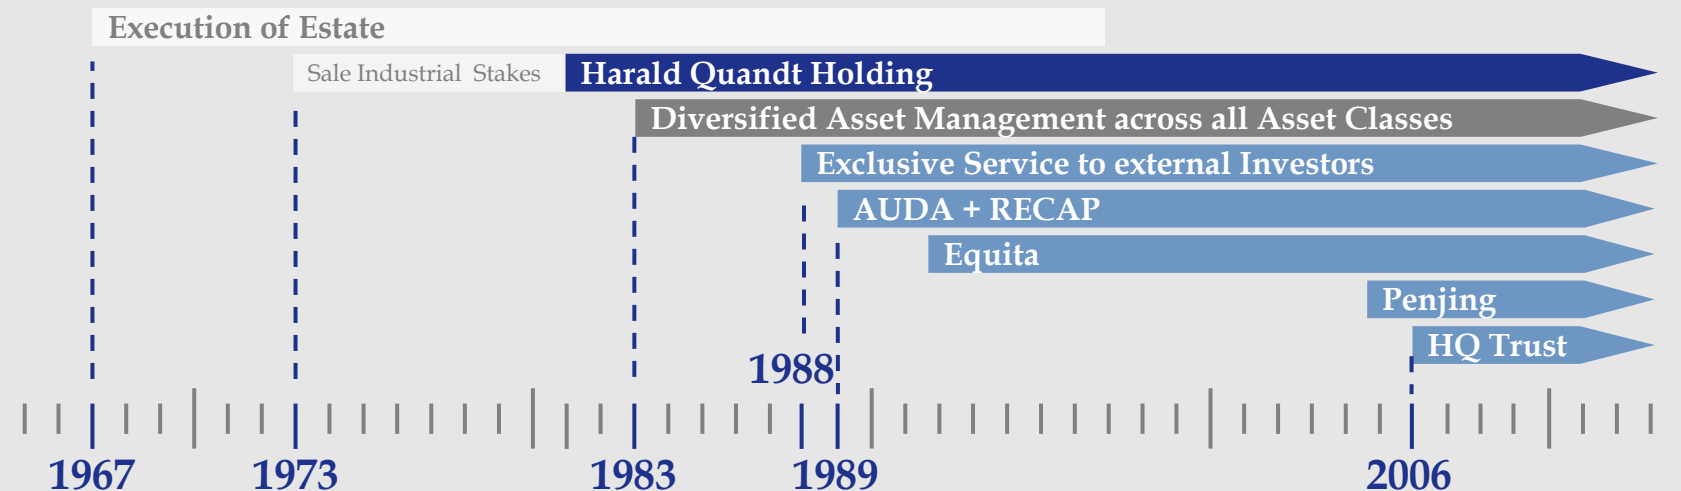 Execution of Estate
Sale Industrial Stakes
Harald Quandt Holding
Diversified Asset Management across all Asset Classes
Exclusive Service to external Investors
AUDA + RECAP
Equita
Penjing
HQ Trust
1988
1967
1973
1983
1989
2006